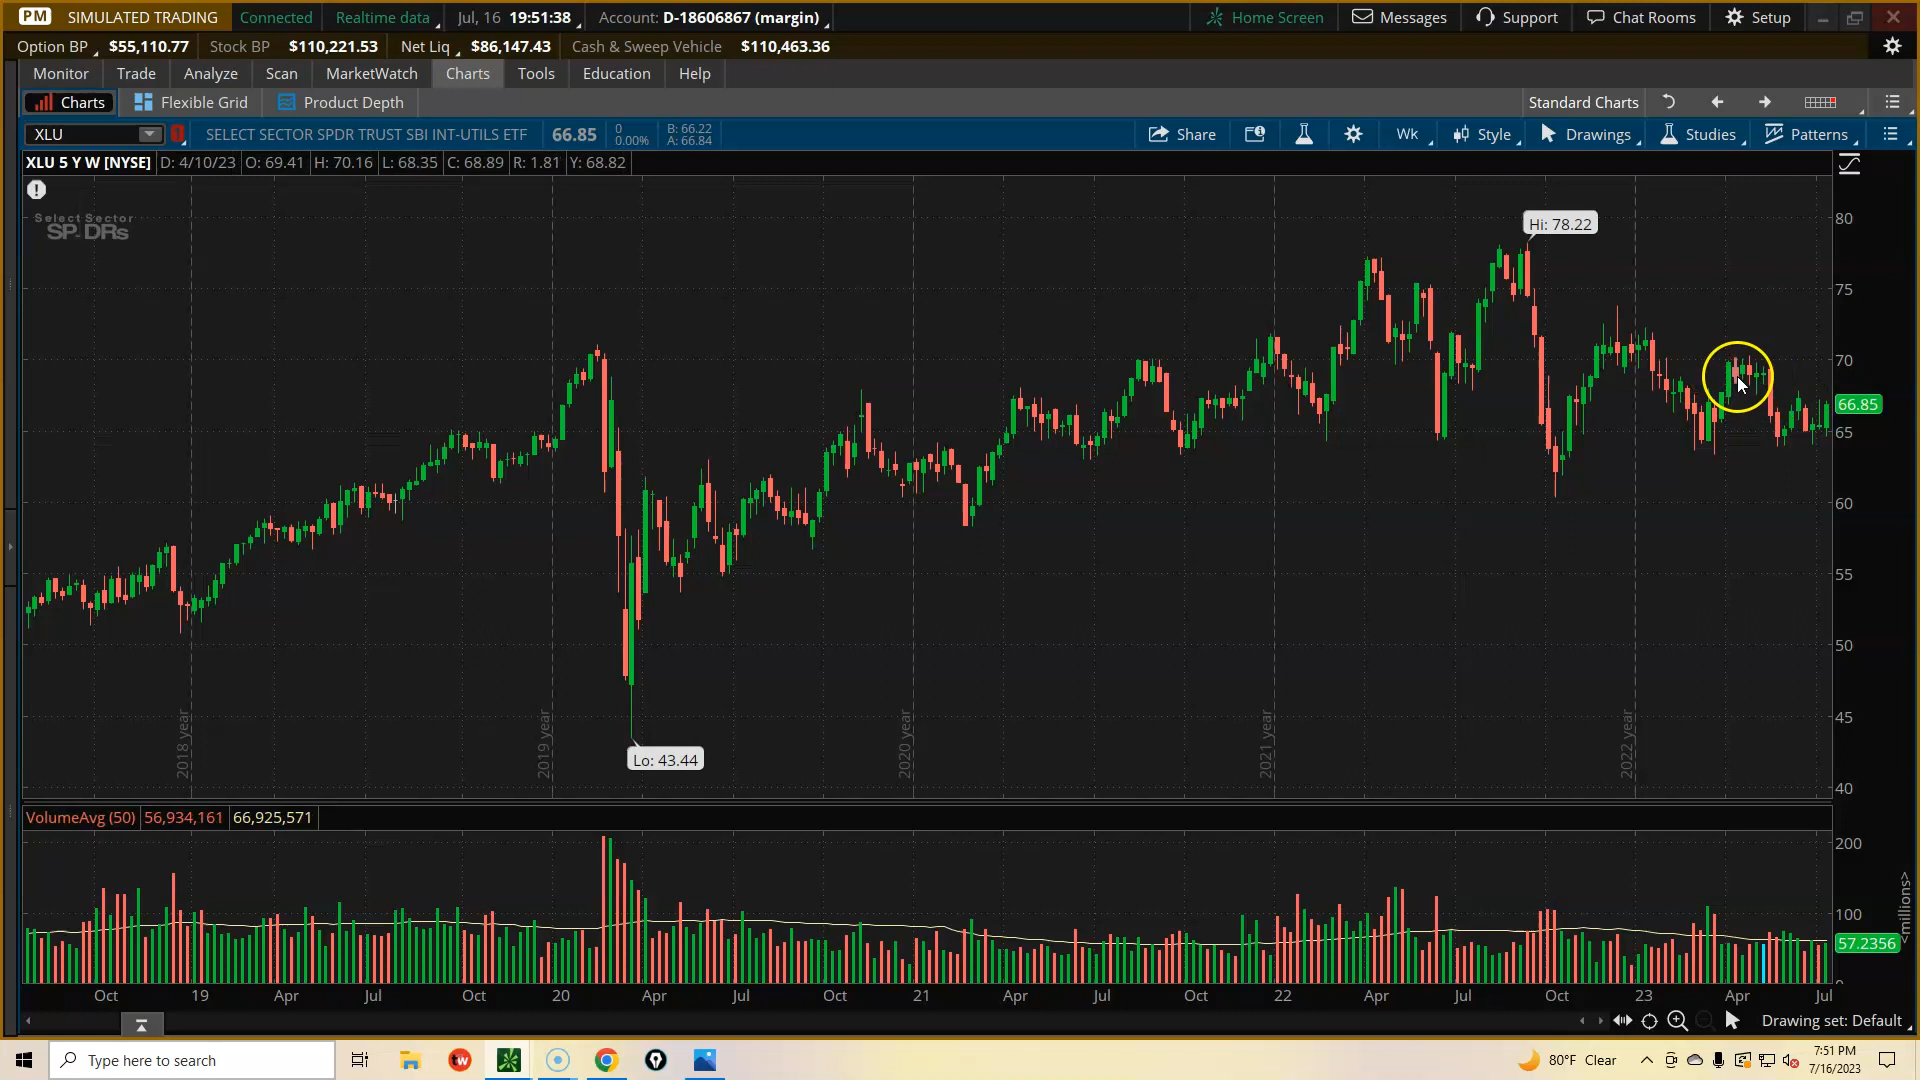 PM SIMULATED TRADING Connected Realtime data Jul, 16 19:51:38 Account: D-18606867 (margin) Home Screen Messages Support Chat Rooms Setup
Option BP $55,110.77 Stock BP $110,221.53 Net Liq $86,147.43 Cash & Sweep Vehicle $110,463.36
Monitor Trade Analyze Scan MarketWatch Charts Tools Education Help
Charts Flexible Grid Product Depth Standard Charts
XLU SELECT SECTOR SPDR TRUST SBI INT-UTILS ETF 66.85 0 B: 66.22 Share Wk Style Drawings Studies Patterns
0.00% A: 66.84
XLU 5 Y W [NYSE] D: 4/10/23 O: 69.41 H: 70.16 L: 68.35 C: 68.89 R: 1.81 Y: 68.82
Select Sector
SPDRs
Hi: 78.22
80
75
70
66.85
65
60
55
50
45
40
2018 year 2019 year 2020 year 2021 year 2022 year
Lo: 43.44
VolumeAvg (50) 56,934,161 66,925,571
200
100
57.2356
0
<millions>
Oct 19 Apr Jul Oct 20 Apr Jul Oct 21 Apr Jul Oct 22 Apr Jul Oct 23 Apr Jul
Drawing set: Default
Type here to search tw 80°F Clear 7:51 PM
7/16/2023